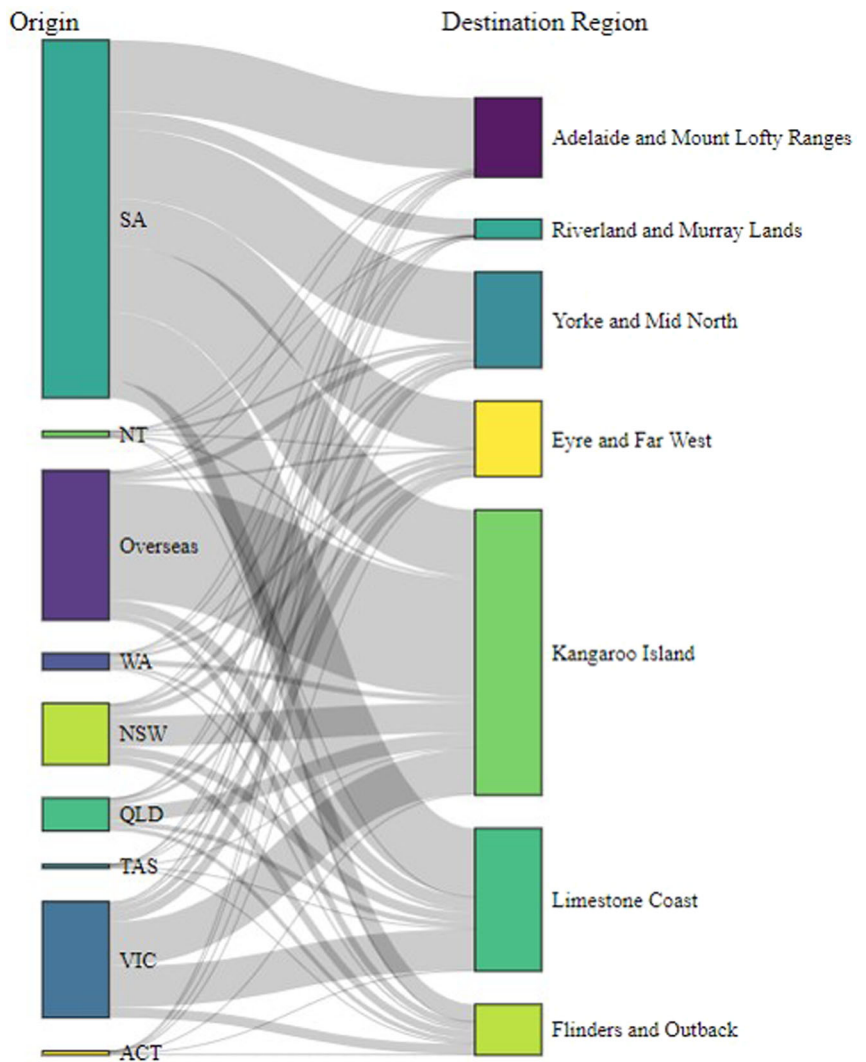 Origin
Destination Region
SA
NT
Overseas
WA
NSW
QLD
TAS
VIC
ACT
Adelaide and Mount Lofty Ranges
Riverland and Murray Lands
Yorke and Mid North
Eyre and Far West
Kangaroo Island
Limestone Coast
Flinders and Outback